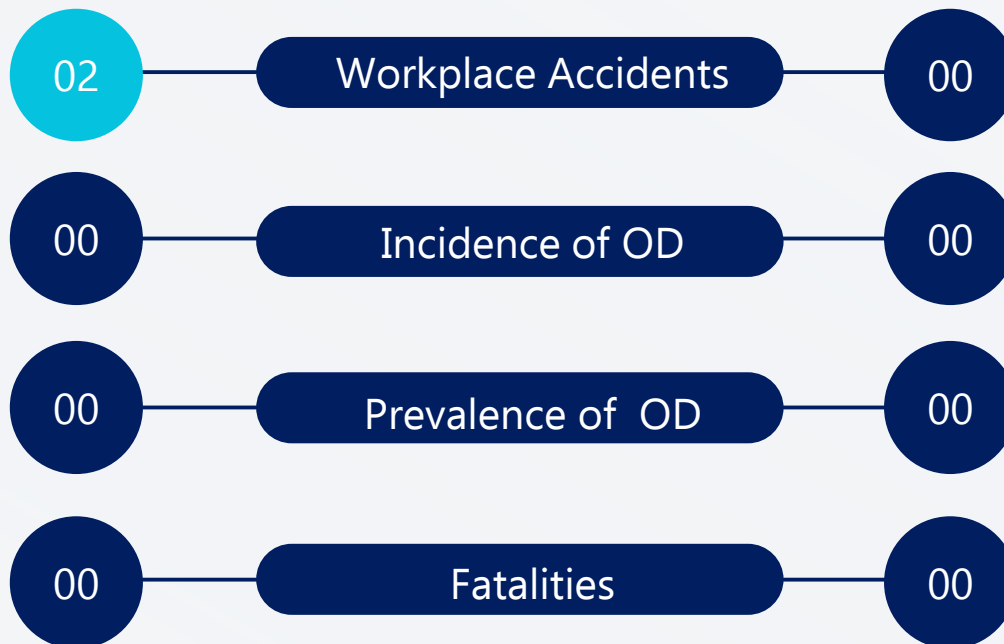 02 Workplace Accidents 00
00 Incidence of OD 00
00 Prevalence of OD 00
00 Fatalities 00